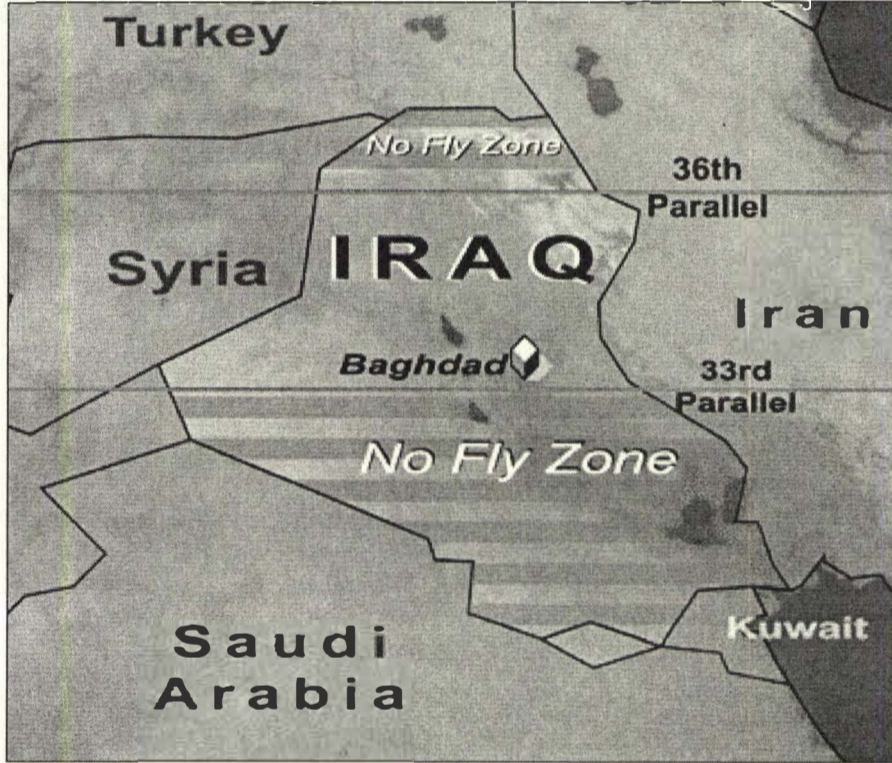 Turkey
No Fly Zone
36th
Parallel
Syria
IRAQ
Iran
Baghdad
33rd
Parallel
No Fly Zone
Kuwait
Saudi
Arabia